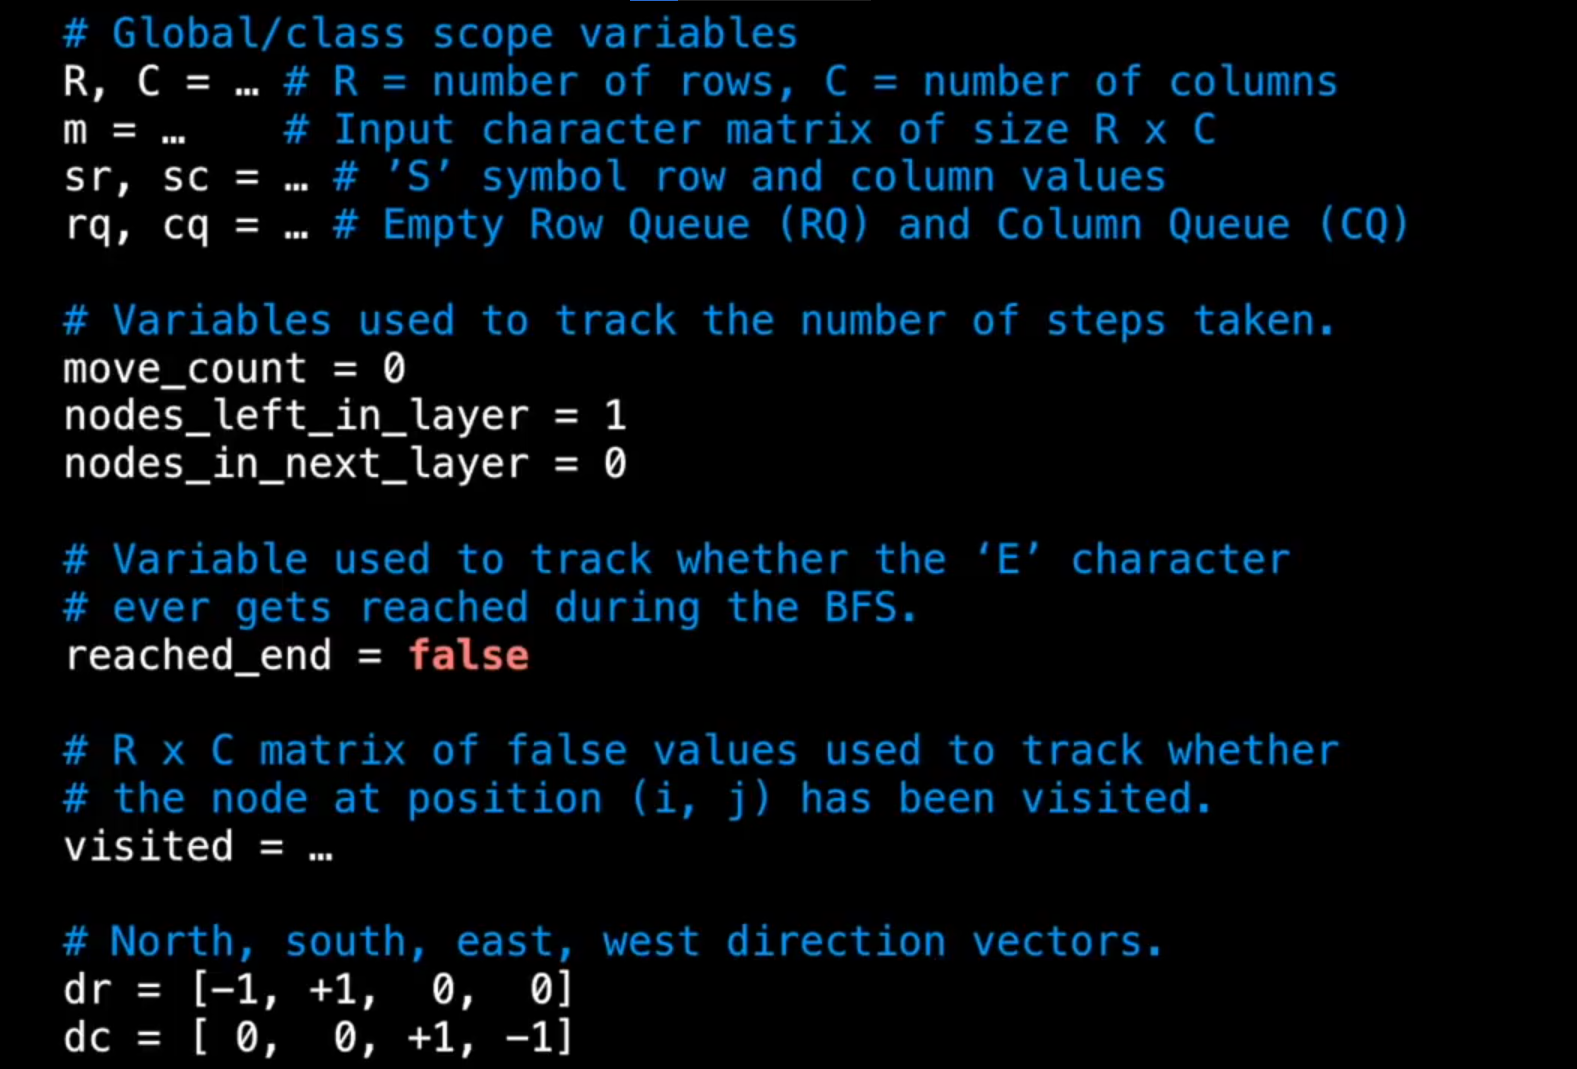 # Global/class scope variables
R, C = … # R = number of rows, C = number of columns
m = …    # Input character matrix of size R x C
sr, sc = … # ’S’ symbol row and column values
rq, cq = … # Empty Row Queue (RQ) and Column Queue (CQ)
# Variables used to track the number of steps taken.
move_count = 0
nodes_left_in_layer = 1
nodes_in_next_layer = 0
# Variable used to track whether the ‘E’ character
# ever gets reached during the BFS.
reached_end = false
# R x C matrix of false values used to track whether
# the node at position (i, j) has been visited.
visited = …
# North, south, east, west direction vectors.
dr = [−1, +1,  0,  0]
dc = [ 0,  0, +1, −1]